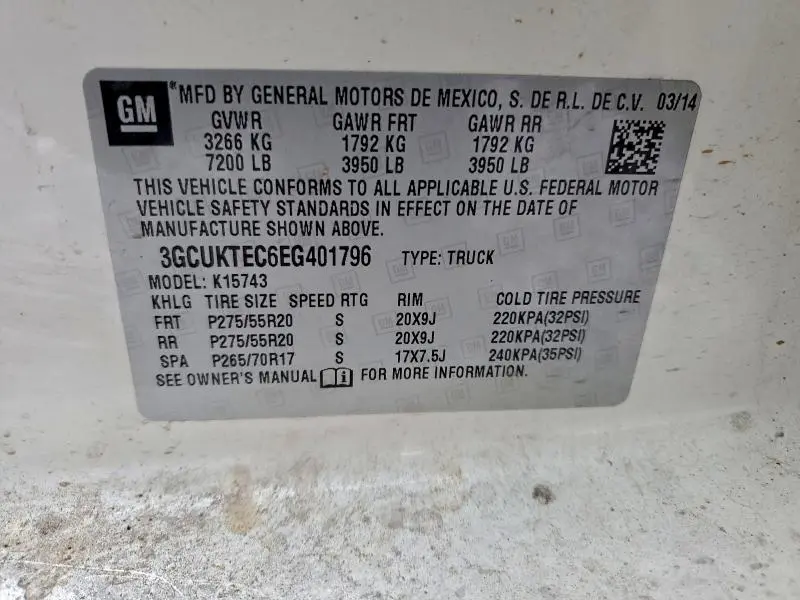 GM ® MFD BY GENERAL MOTORS DE MEXICO, S. DE R.L. DE C.V. 03/14
GVWR GAWR FRT GAWR RR
3266 KG 1792 KG 1792 KG
7200 LB 3950 LB 3950 LB
THIS VEHICLE CONFORMS TO ALL APPLICABLE U.S. FEDERAL MOTOR
VEHICLE SAFETY STANDARDS IN EFFECT ON THE DATE OF
MANUFACTURE SHOWN ABOVE.
3GCUKTEC6EG401796 TYPE: TRUCK
MODEL: K15743
KHLG TIRE SIZE SPEED RTG RIM COLD TIRE PRESSURE
FRT P275/55R20 S 20X9J 220KPA(32PSI)
RR P275/55R20 S 20X9J 220KPA(32PSI)
SPA P265/70R17 S 17X7.5J 240KPA(35PSI)
SEE OWNER'S MANUAL i FOR MORE INFORMATION.